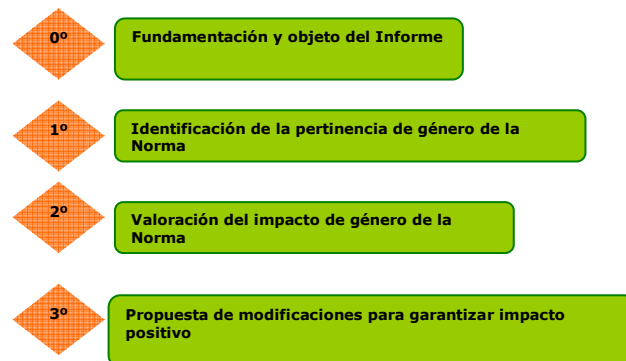 0º
Fundamentación y objeto del Informe
1º
Identificación de la pertinencia de género de la
Norma
2º
Valoración del impacto de género de la
Norma
3º
Propuesta de modificaciones para garantizar impacto
positivo